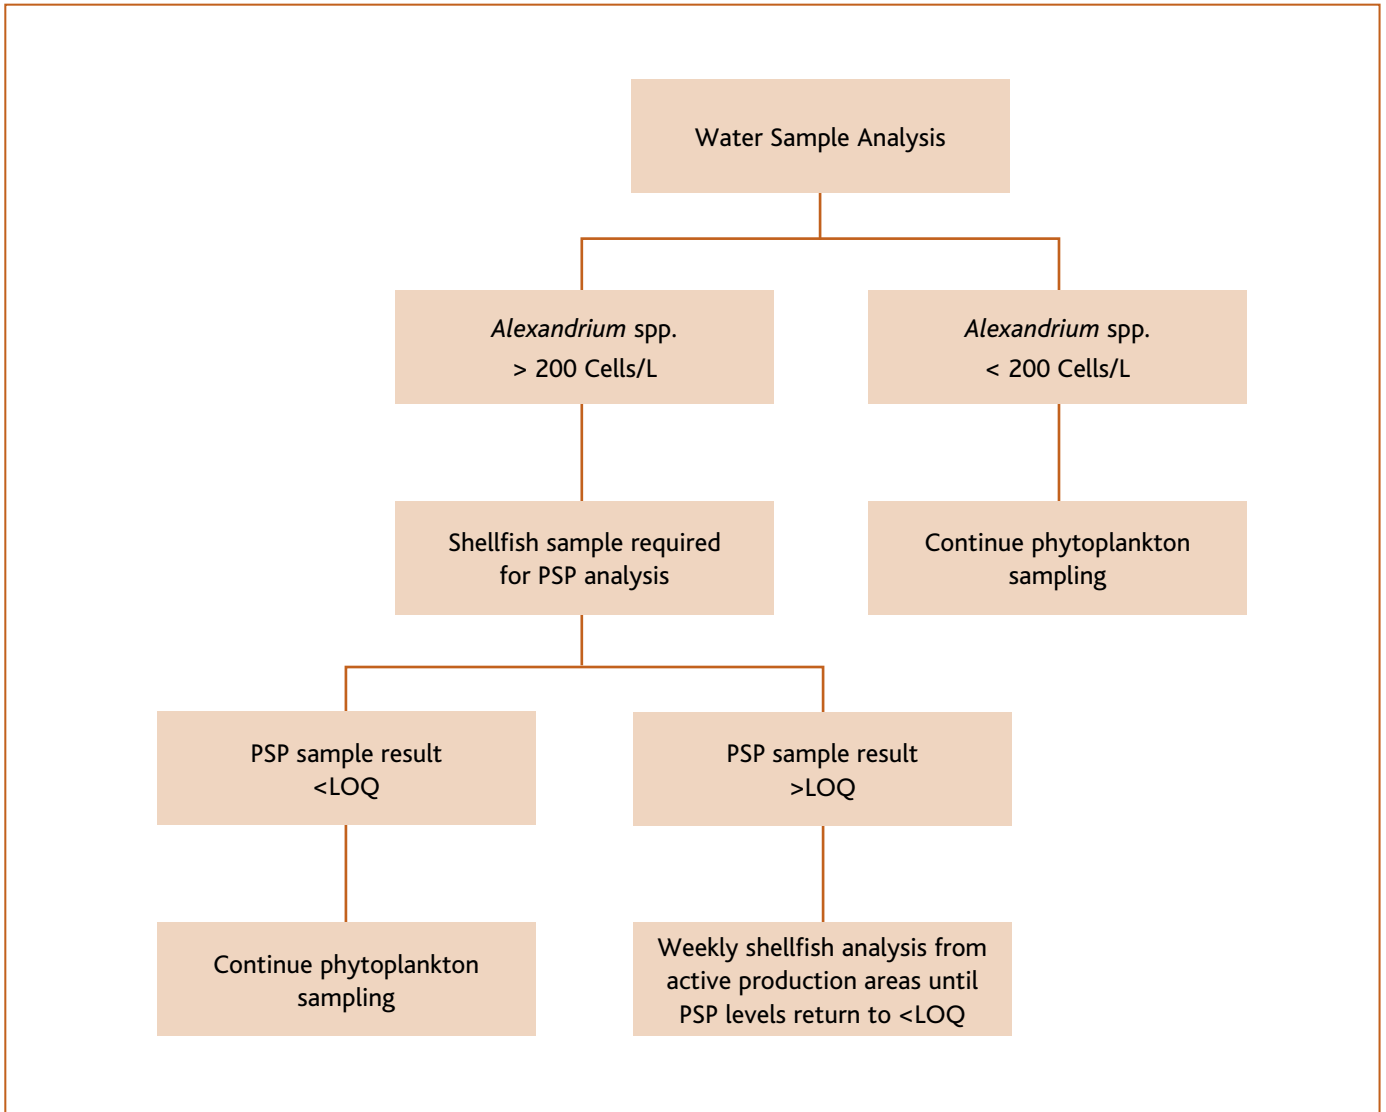 Water Sample Analysis
Alexandrium spp.
> 200 Cells/L
Alexandrium spp.
< 200 Cells/L
Shellfish sample required
for PSP analysis
Continue phytoplankton
sampling
PSP sample result
<LOQ
PSP sample result
>LOQ
Continue phytoplankton
sampling
Weekly shellfish analysis from
active production areas until
PSP levels return to <LOQ